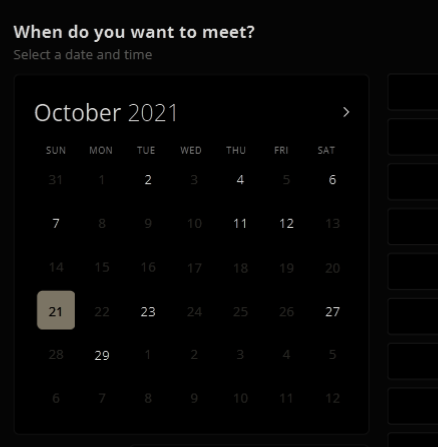 When do you want to meet?
Select a date and time
October 2021
SUN MON TUE WED THU FRI SAT
31 1 2 3 4 5 6
7 8 9 10 11 12 13
14 15 16 17 18 19 20
21 22 23 24 25 26 27
28 29 1 2 3 4 5
6 7 8 9 10 11 12